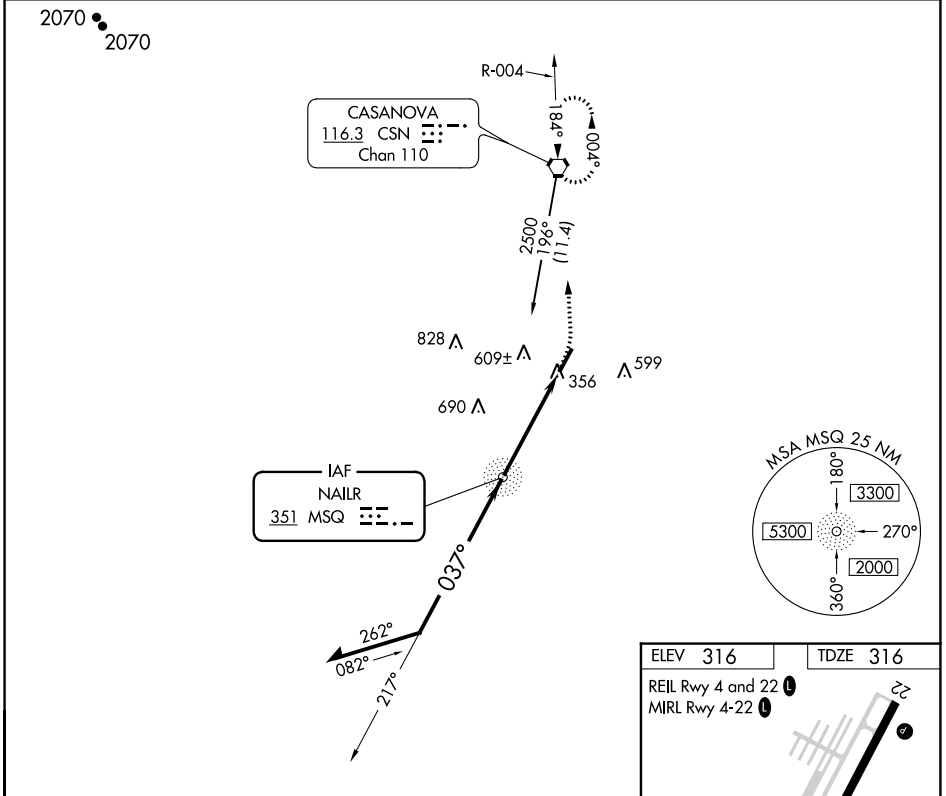 2070
2070
R-004
CASANOVA
116.3 CSN
Chan 110
184°
004°
2500
196°
(11.4)
828
609±
356
599
690
IAF
NAILR
351 MSQ
037°
262°
082°
217°
MSA MSQ 25 NM
180°
3300
5300
270°
2000
360°
ELEV 316
TDZE 316
REIL Rwy 4 and 22 L
MIRL Rwy 4-22 L
22
P